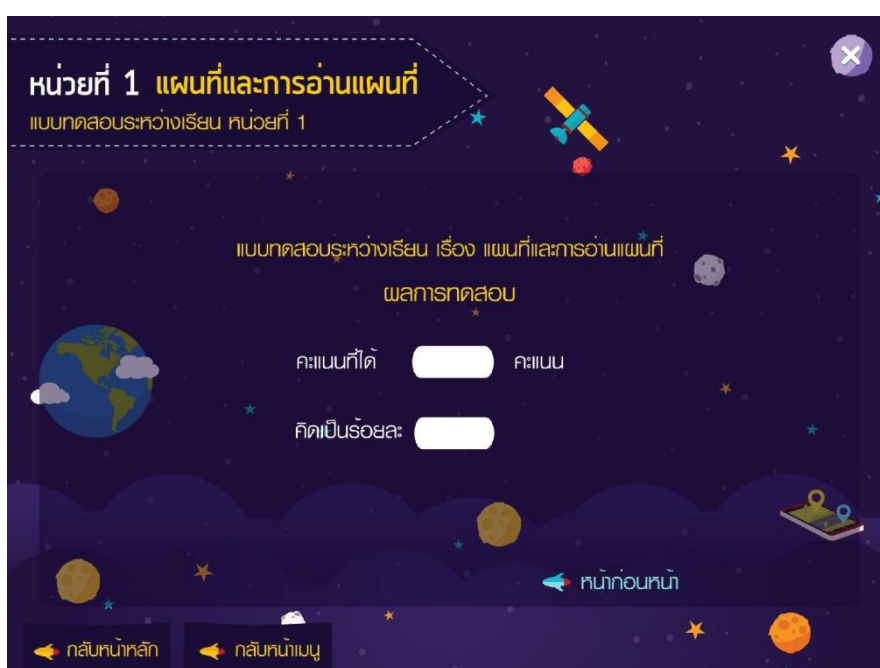 หน่วยที่ 1 แผนที่และการอ่านแผนที่
แบบทดสอบระหว่างเรียน หน่วยที่ 1
แบบทดสอบระหว่างเรียน เรื่อง แผนที่และการอ่านแผนที่
ผลการทดสอบ
คะแนนที่ได้ คะแนน
คิดเป็นร้อยละ
หน้าก่อนหน้า
กลับหน้าหลัก กลับหน้าเมนู